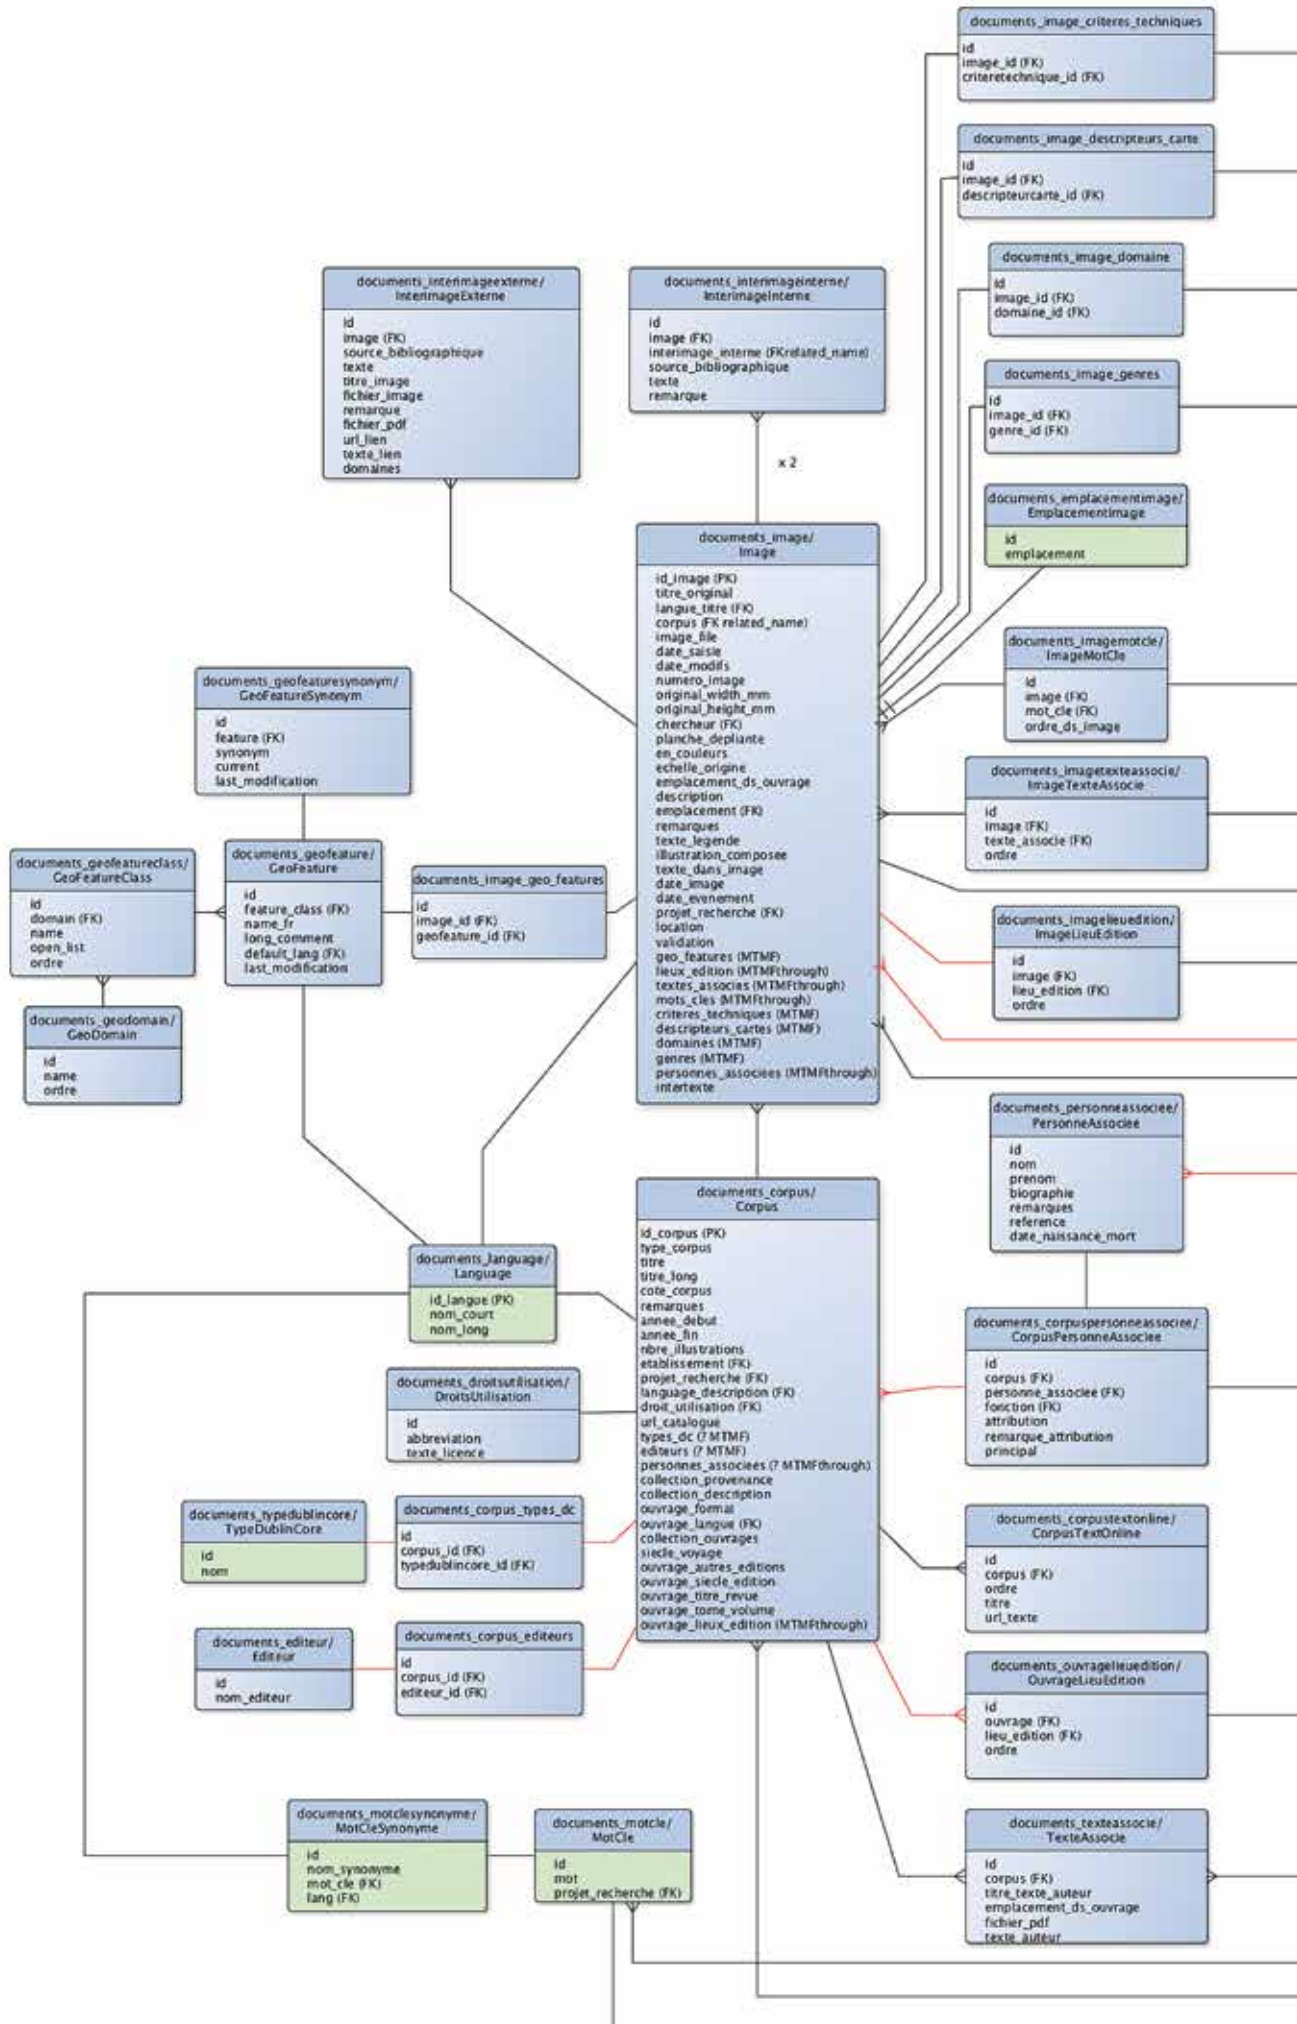 documents_image_criteres_techniques
id
image_id (FK)
criteretechnique_id (FK)
documents_image_descripteurs_carte
id
image_id (FK)
descripteurcarte_id (FK)
documents_image_domaine
id
image_id (FK)
domaine_id (FK)
documents_interimageexterne/
InterimageExterne
id
image (FK)
source_bibliographique
texte
titre_image
fichier_image
remarque
fichier_pdf
url_lien
texte_lien
domaines
documents_interimageinterne/
InterimageInterne
id
image (FK)
interimage_interne (FKrelated_name)
source_bibliographique
texte
remarque
x 2
documents_image_genres
id
image_id (FK)
genre_id (FK)
documents_emplacementimage/
EmplacementImage
id
emplacement
documents_image/
Image
id_image (PK)
titre_original
langue_titre (FK)
corpus (FK related_name)
image_file
date_saisie
date_modifs
numero_image
original_width_mm
original_height_mm
chercheur (FK)
planche_depliante
en_couleurs
echelle_origine
emplacement_ds_ouvrage
description
emplacement (FK)
remarques
texte_legende
illustration_composee
texte_dans_image
date_image
date_evenement
projet_recherche (FK)
location
validation
geo_features (MTMF)
lieux_edition (MTMFthrough)
textes_associes (MTMFthrough)
mots_cles (MTMFthrough)
criteres_techniques (MTMF)
descripteurs_cartes (MTMF)
domaines (MTMF)
genres (MTMF)
personnes_associees (MTMFthrough)
intertexte
documents_imagemotcle/
ImageMotCle
id
image (FK)
mot_cle (FK)
ordre_ds_image
documents_geofeaturesynonym/
GeoFeatureSynonym
id
feature (FK)
synonym
current
last_modification
documents_imagetexteassocie/
ImageTexteAssocie
id
image (FK)
texte_associe (FK)
ordre
documents_geofeatureclass/
GeoFeatureClass
id
domain (FK)
name
open_list
ordre
documents_geofeature/
GeoFeature
id
feature_class (FK)
name_fr
long_comment
default_lang (FK)
last_modification
documents_image_geo_features
id
image_id (FK)
geofeature_id (FK)
documents_imagelieuedition/
ImageLieuEdition
id
image (FK)
lieu_edition (FK)
ordre
documents_geodomain/
GeoDomain
id
name
ordre
documents_personneassociee/
PersonneAssociee
id
nom
prenom
biographie
remarques
reference
date_naissance_mort
documents_corpus/
Corpus
id_corpus (PK)
type_corpus
titre
titre_long
cote_corpus
remarques
annee_debut
annee_fin
nbre_illustrations
etablissement (FK)
projet_recherche (FK)
language_description (FK)
droit_utilisation (FK)
url_catalogue
types_dc (? MTMF)
editeurs (? MTMF)
personnes_associees (? MTMFthrough)
collection_provenance
collection_description
ouvrage_format
ouvrage_langue (FK)
collection_ouvrages
siecle_voyage
ouvrage_autres_editions
ouvrage_siecle_edition
ouvrage_titre_revue
ouvrage_tome_volume
ouvrage_lieux_edition (MTMFthrough)
documents_language/
Language
id_langue (PK)
nom_court
nom_long
documents_corpuspersonneassociee/
CorpusPersonneAssociee
id
corpus (FK)
personne_associee (FK)
fonction (FK)
attribution
remarque_attribution
principal
documents_droitsutilisation/
DroitsUtilisation
id
abbreviation
texte_licence
documents_typedublincore/
TypeDublinCore
id
nom
documents_corpus_types_dc
id
corpus_id (FK)
typedublincore_id (FK)
documents_corpustextonline/
CorpusTextOnline
id
corpus (FK)
ordre
titre
url_texte
documents_editeur/
Editeur
id
nom_editeur
documents_corpus_editeurs
id
corpus_id (FK)
editeur_id (FK)
documents_ouvragelieuedition/
OuvrageLieuEdition
id
ouvrage (FK)
lieu_edition (FK)
ordre
documents_motclesynonyme/
MotCleSynonyme
id
nom_synonyme
mot_cle (FK)
lang (FK)
documents_motcle/
MotCle
id
mot
projet_recherche (FK)
documents_texteassocie/
TexteAssocie
id
corpus (FK)
titre_texte_auteur
emplacement_ds_ouvrage
fichier_pdf
texte_auteur